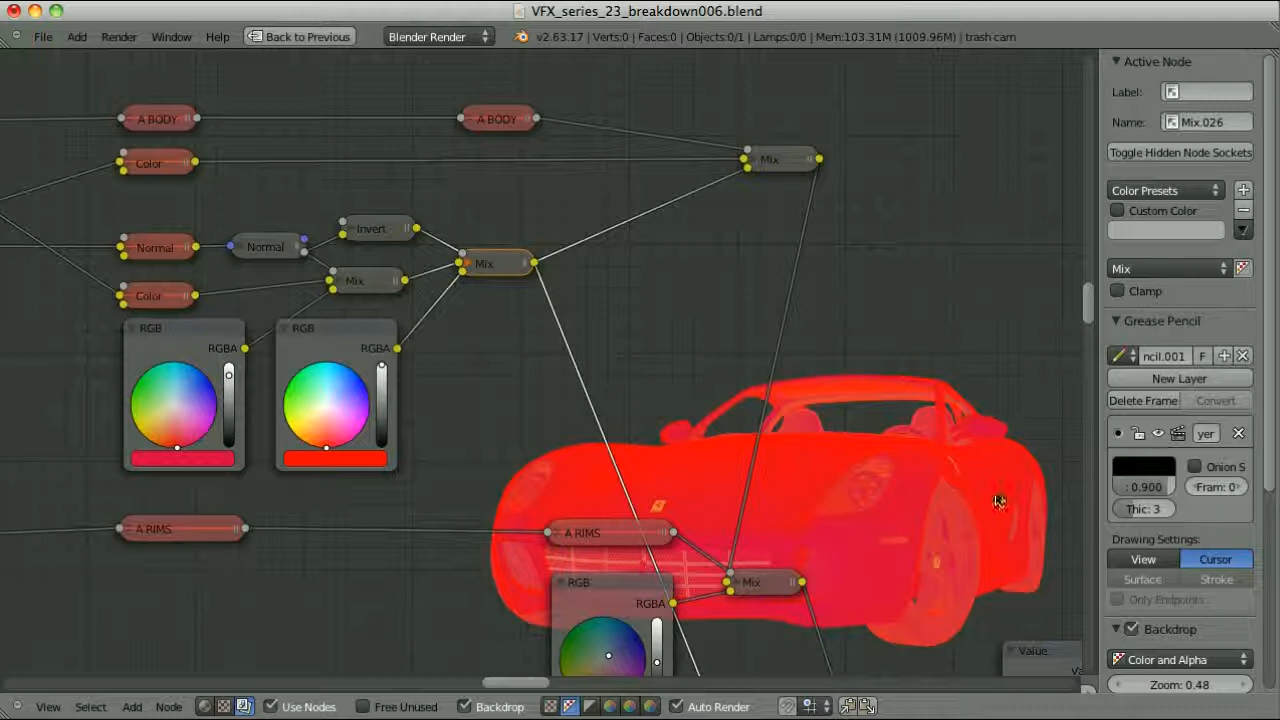 VFX_series_23_breakdown006.blend
File Add Render Window Help Back to Previous Blender Render v2.63.17 | Verts:0 | Faces:0 | Objects:0/1 | Lamps:0/0 | Mem:103.31M (1009.96M) | trash cam
Active Node
Label:
Name: Mix.026
Toggle Hidden Node Sockets
Color Presets
Custom Color
Mix
Clamp
Grease Pencil
ncil.001 F
New Layer
Delete Frame Convert
yer
Onion S
: 0.900 Fram: 0
Thic: 3
Drawing Settings:
View Cursor
Surface Stroke
Only Endpoints
Backdrop
Color and Alpha
Zoom: 0.48
A BODY A BODY
Color Mix
Invert
Normal Normal
Mix
Mix
Color
RGB RGB
RGBA RGBA
A RIMS A RIMS
RGB Mix
RGBA
Value
Va
View Select Add Node Use Nodes Free Unused Backdrop Auto Render